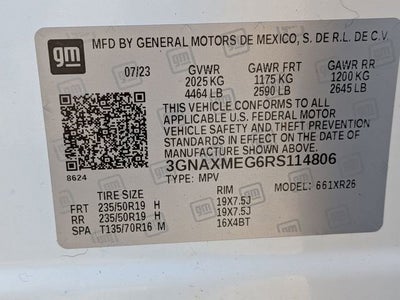 gm MFD BY GENERAL MOTORS DE MEXICO, S. DE R.L. DE C.V.
07/23 GVWR GAWR FRT GAWR RR
2025 KG 1175 KG 1200 KG
4464 LB 2590 LB 2645 LB
THIS VEHICLE CONFORMS TO ALL
APPLICABLE U.S. FEDERAL MOTOR
VEHICLE SAFETY AND BUMPER
STANDARDS IN EFFECT ON THE DATE
OF MANUFACTURE SHOWN ABOVE.
8624 3GNAXMEG6RS114806
TYPE: MPV MODEL: 661XR26
TIRE SIZE RIM
FRT 235/50R19 H 19X7.5J
RR 235/50R19 H 19X7.5J
SPA T135/70R16 M 16X4BT